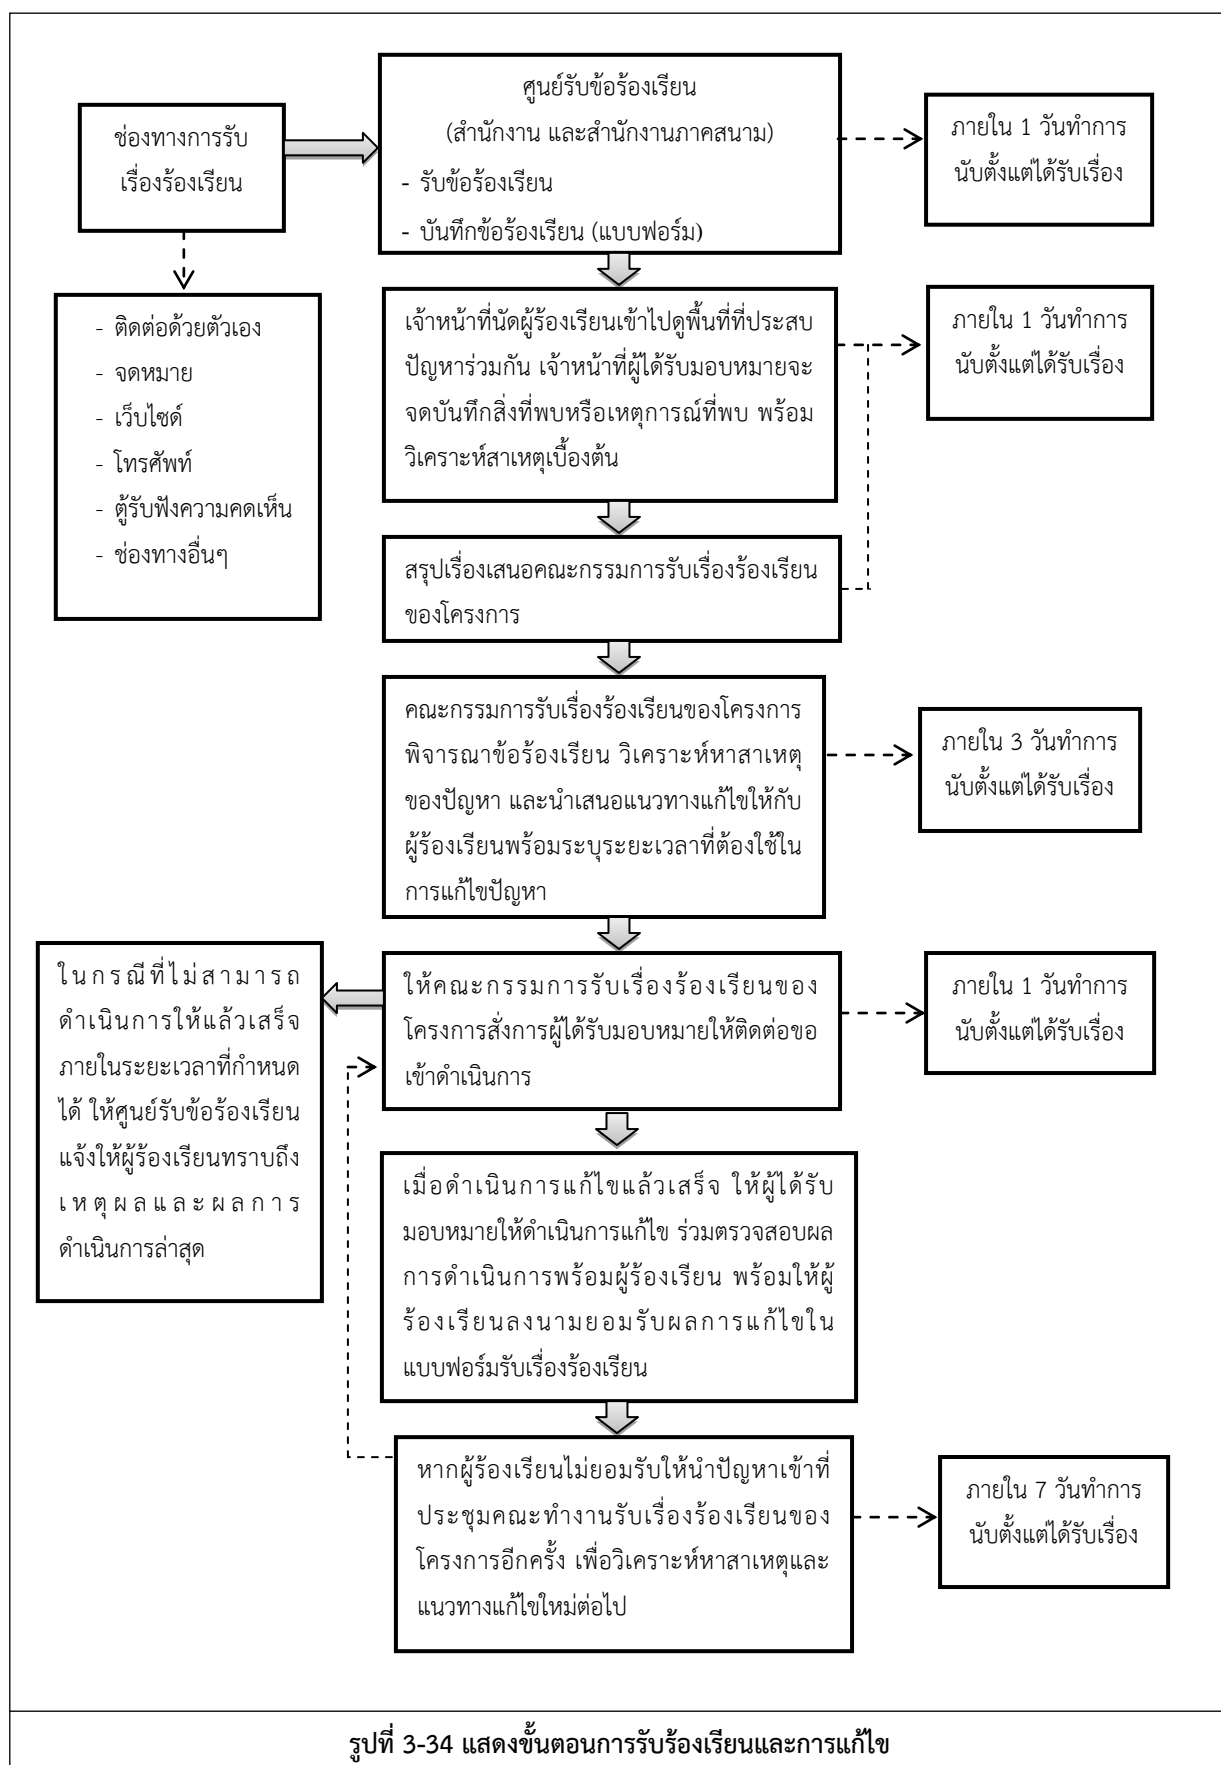 ช่องทางการรับ
เรื่องร้องเรียน
ศูนย์รับข้อร้องเรียน
(สำนักงาน และสำนักงานภาคสนาม)
- รับข้อร้องเรียน
- บันทึกข้อร้องเรียน (แบบฟอร์ม)
ภายใน 1 วันทำการ
นับตั้งแต่ได้รับเรื่อง
- ติดต่อด้วยตัวเอง
- จดหมาย
- เว็บไซด์
- โทรศัพท์
- ตู้รับฟังความคดเห็น
- ช่องทางอื่นๆ
เจ้าหน้าที่นัดผู้ร้องเรียนเข้าไปดูพื้นที่ที่ประสบ
ปัญหาร่วมกัน เจ้าหน้าที่ผู้ได้รับมอบหมายจะ
จดบันทึกสิ่งที่พบหรือเหตุการณ์ที่พบ พร้อม
วิเคราะห์สาเหตุเบื้องต้น
ภายใน 1 วันทำการ
นับตั้งแต่ได้รับเรื่อง
สรุปเรื่องเสนอคณะกรรมการรับเรื่องร้องเรียน
ของโครงการ
คณะกรรมการรับเรื่องร้องเรียนของโครงการ
พิจารณาข้อร้องเรียน วิเคราะห์หาสาเหตุ
ของปัญหา และนำเสนอแนวทางแก้ไขให้กับ
ผู้ร้องเรียนพร้อมระบุระยะเวลาที่ต้องใช้ใน
การแก้ไขปัญหา
ภายใน 3 วันทำการ
นับตั้งแต่ได้รับเรื่อง
ในกรณีที่ไม่สามารถ
ดำเนินการให้แล้วเสร็จ
ภายในระยะเวลาที่กำหนด
ได้ ให้ศูนย์รับข้อร้องเรียน
แจ้งให้ผู้ร้องเรียนทราบถึง
เหตุผลและผลการ
ดำเนินการล่าสุด
ให้คณะกรรมการรับเรื่องร้องเรียนของ
โครงการสั่งการผู้ได้รับมอบหมายให้ติดต่อขอ
เข้าดำเนินการ
ภายใน 1 วันทำการ
นับตั้งแต่ได้รับเรื่อง
เมื่อดำเนินการแก้ไขแล้วเสร็จ ให้ผู้ได้รับ
มอบหมายให้ดำเนินการแก้ไข ร่วมตรวจสอบผล
การดำเนินการพร้อมผู้ร้องเรียน พร้อมให้ผู้
ร้องเรียนลงนามยอมรับผลการแก้ไขใน
แบบฟอร์มรับเรื่องร้องเรียน
หากผู้ร้องเรียนไม่ยอมรับให้นำปัญหาเข้าที่
ประชุมคณะทำงานรับเรื่องร้องเรียนของ
โครงการอีกครั้ง เพื่อวิเคราะห์หาสาเหตุและ
แนวทางแก้ไขใหม่ต่อไป
ภายใน 7 วันทำการ
นับตั้งแต่ได้รับเรื่อง
รูปที่ 3-34 แสดงขั้นตอนการรับร้องเรียนและการแก้ไข